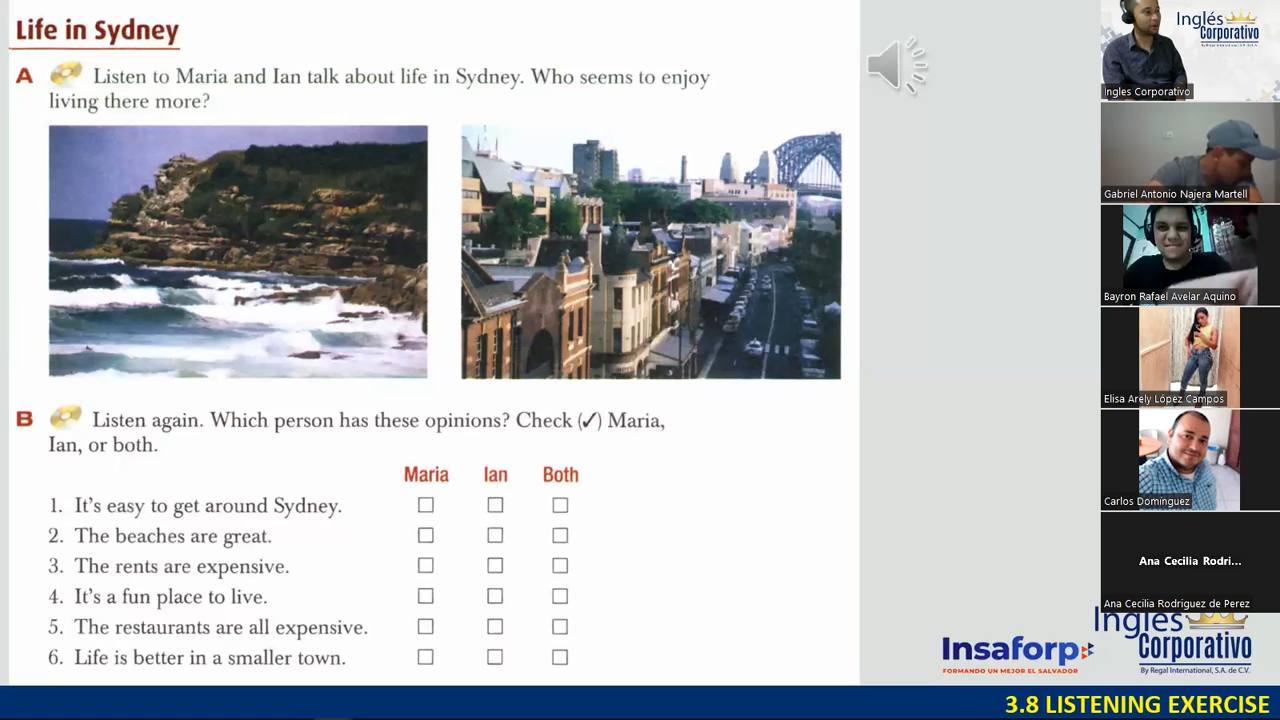 Life in Sydney
A Listen to Maria and Ian talk about life in Sydney. Who seems to enjoy
living there more?
B Listen again. Which person has these opinions? Check (✓) Maria,
Ian, or both.
Maria Ian Both
1. It's easy to get around Sydney. □ □ □
2. The beaches are great. □ □ □
3. The rents are expensive. □ □ □
4. It's a fun place to live. □ □ □
5. The restaurants are all expensive. □ □ □
6. Life is better in a smaller town. □ □ □
Inglés
Corporativo
Ingles Corporativo
Gabriel Antonio Najera Martell
Bayron Rafael Avelar Aquino
Elisa Arely López Campos
Carlos Domínguez
Ana Cecilia Rodri...
Ana Cecilia Rodriguez de Perez
Insaforp
FORMANDO UN MEJOR EL SALVADOR
Inglés
Corporativo
By Regal International, S.A. de C.V.
3.8 LISTENING EXERCISE